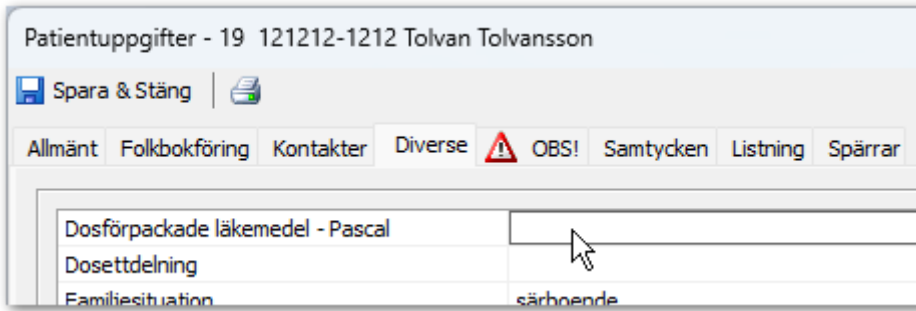 Patientuppgifter - 19  121212-1212 Tolvan Tolvansson
Spara & Stäng
Allmänt Folkbokföring Kontakter Diverse OBS! Samtycken Listning Spärrar
Dosförpackade läkemedel - Pascal
Dosettdelning
Familjesituation särboende